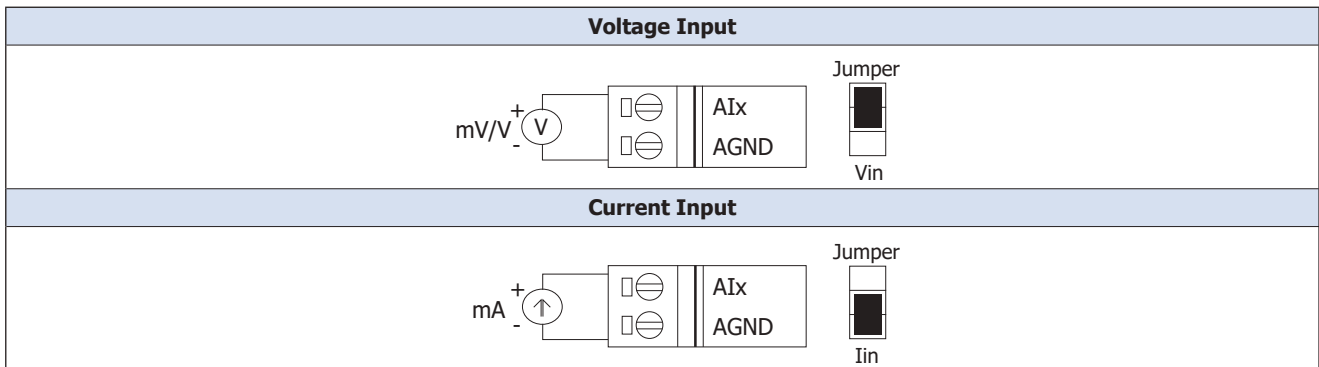 Voltage Input
Jumper
+
mV/V
V
-
AIx
AGND
Vin
Current Input
Jumper
+
mA
-
AIx
AGND
Iin